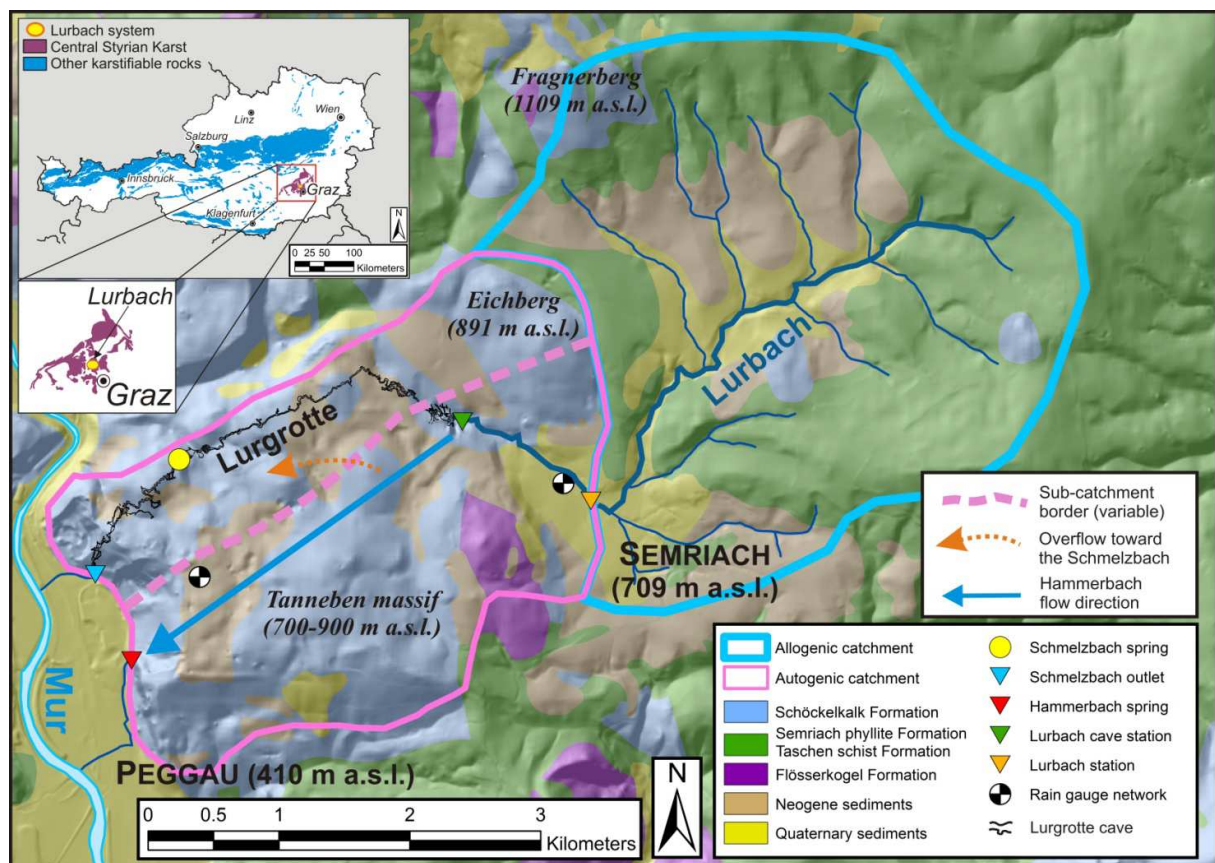 Lurbach system
Central Styrian Karst
Other karstifiable rocks
Linz
Wien
Salzburg
Innsbruck
Graz
Klagenfurt
N
0 25 50 100
Kilometers
Lurbach
Graz
Fragnerberg
(1109 m a.s.l.)
Eichberg
(891 m a.s.l.)
Lurbach
Lurgrotte
SEMRIACH
(709 m a.s.l.)
Tanneben massif
(700-900 m a.s.l.)
Mur
PEGGAU (410 m a.s.l.)
0 0.5 1 2 3
Kilometers
N
Sub-catchment
border (variable)
Overflow toward
the Schmelzbach
Hammerbach
flow direction
Allogenic catchment
Autogenic catchment
Schöckelkalk Formation
Semriach phyllite Formation
Taschen schist Formation
Flösserkogel Formation
Neogene sediments
Quaternary sediments
Schmelzbach spring
Schmelzbach outlet
Hammerbach spring
Lurbach cave station
Lurbach station
Rain gauge network
Lurgrotte cave